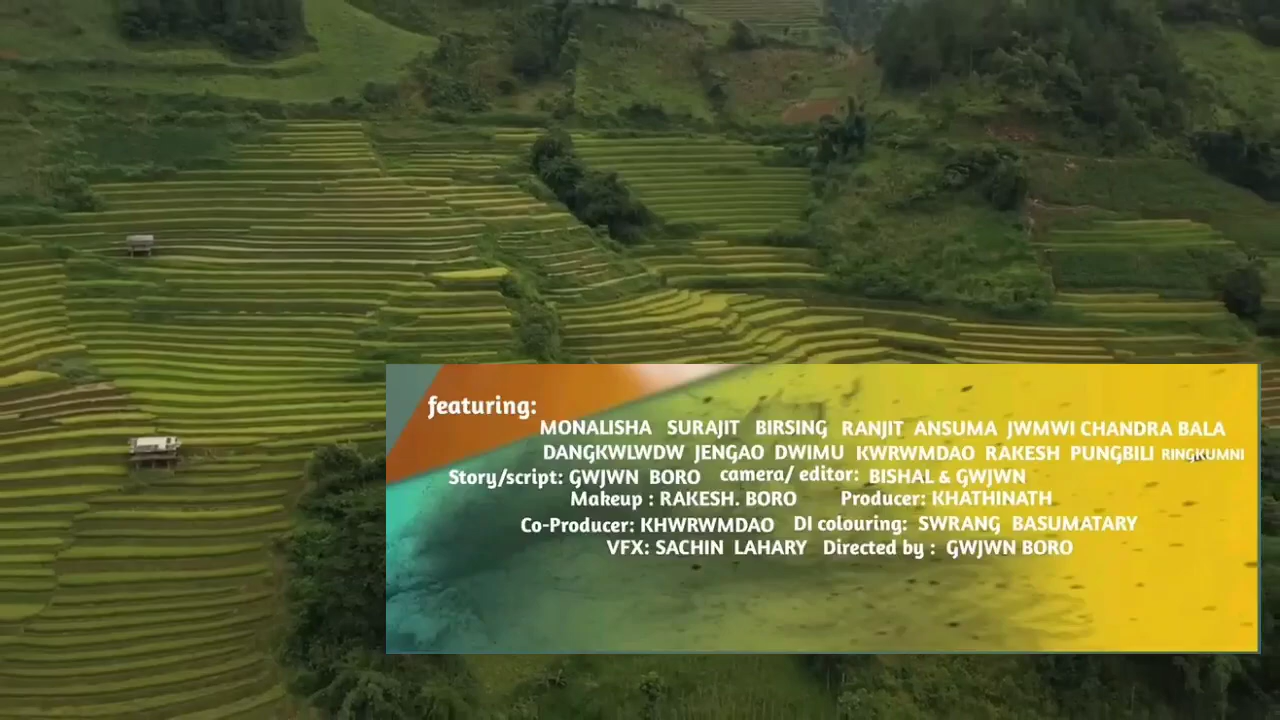 featuring:
MONALISHA SURAJIT BIRSING RANJIT ANSUMA JWMWI CHANDRA BALA
DANGKWLWDW JENGAO DWIMU KWRWMDAO RAKESH PUNGBILI RINGKUMNI
Story/script: GWJWN BORO camera/ editor: BISHAL & GWJWN
Makeup : RAKESH. BORO Producer: KHATHINATH
Co-Producer: KHWRWMDAO DI colouring: SWRANG BASUMATARY
VFX: SACHIN LAHARY Directed by : GWJWN BORO